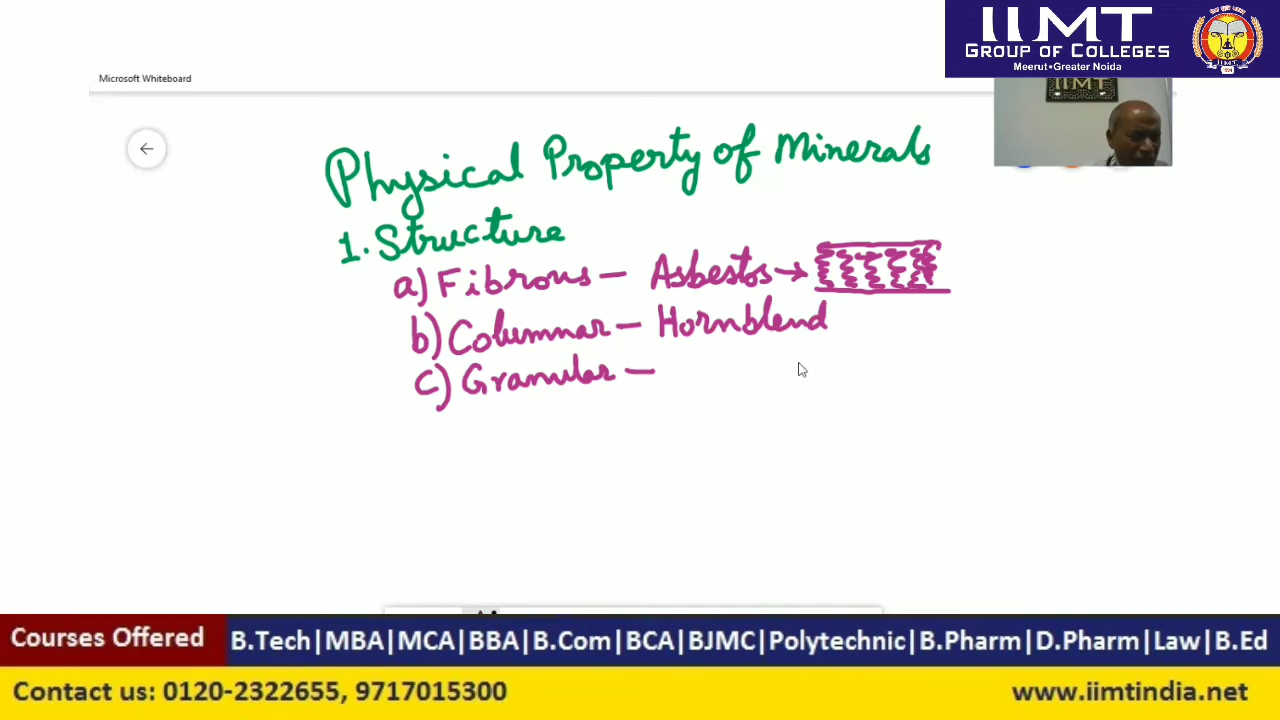 IIMT
GROUP OF COLLEGES
Meerut•Greater Noida
IIMT
Microsoft Whiteboard
IIMT
Physical Property of Minerals
1. Structure
a) Fibrous — Asbestos →
b) Columnar — Hornblend
c) Granular —
Courses Offered
B.Tech|MBA|MCA|BBA|B.Com|BCA|BJMC|Polytechnic|B.Pharm|D.Pharm|Law|B.Ed
Contact us: 0120-2322655, 9717015300
www.iimtindia.net